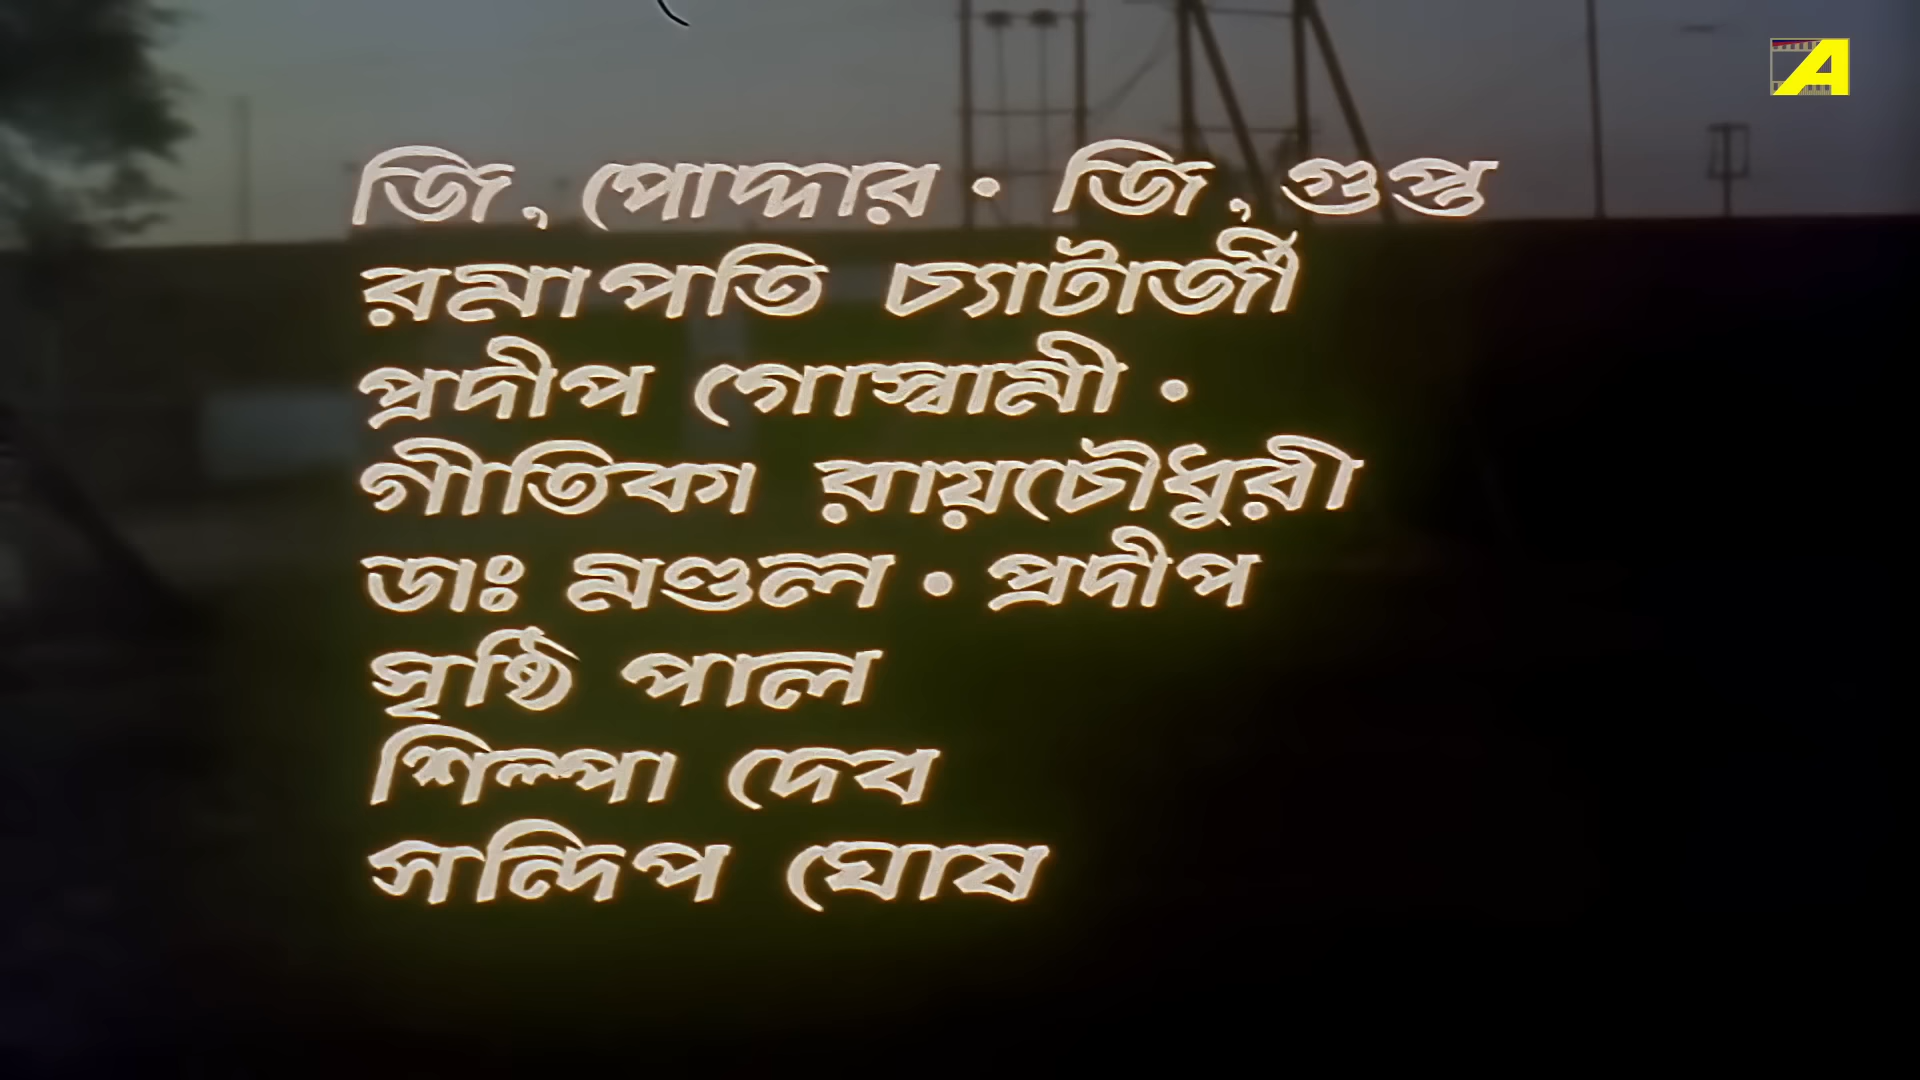 জি, পোদ্দার • জি, গুপ্ত
রমাপতি চ্যাটার্জী
প্রদীপ গোস্বামী •
গীতিকা রায়চৌধুরী
ডাঃ মণ্ডল • প্রদীপ
সৃষ্ঠি পাল
শিল্পা দেব
সন্দিপ ঘোষ
A